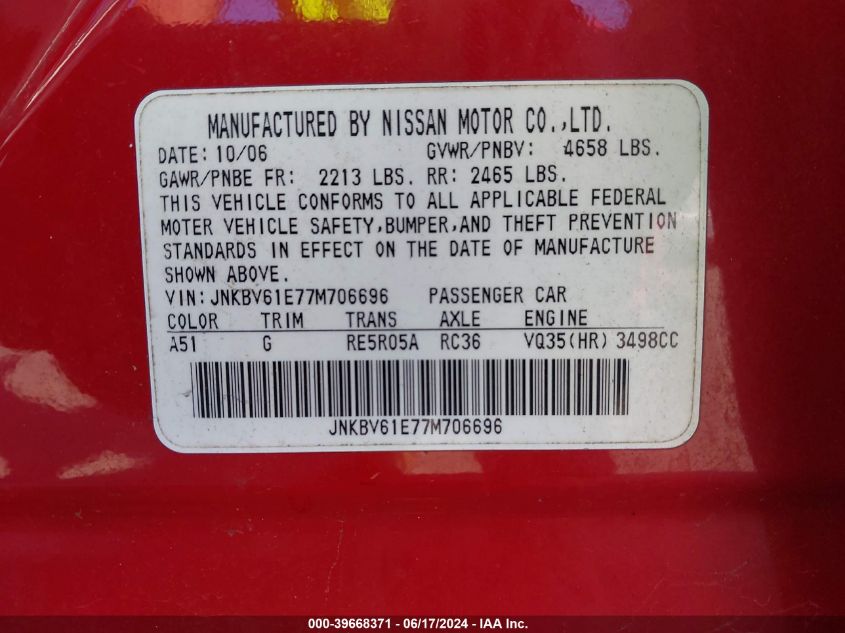 MANUFACTURED BY NISSAN MOTOR CO.,LTD.
DATE: 10/06 GVWR/PNBV: 4658 LBS.
GAWR/PNBE FR: 2213 LBS. RR: 2465 LBS.
THIS VEHICLE CONFORMS TO ALL APPLICABLE FEDERAL
MOTER VEHICLE SAFETY,BUMPER,AND THEFT PREVENTION
STANDARDS IN EFFECT ON THE DATE OF MANUFACTURE
SHOWN ABOVE.
VIN: JNKBV61E77M706696 PASSENGER CAR
COLOR TRIM TRANS AXLE ENGINE
A51 G RE5R05A RC36 VQ35(HR) 3498CC
JNKBV61E77M706696
000-39668371 - 06/17/2024 - IAA Inc.